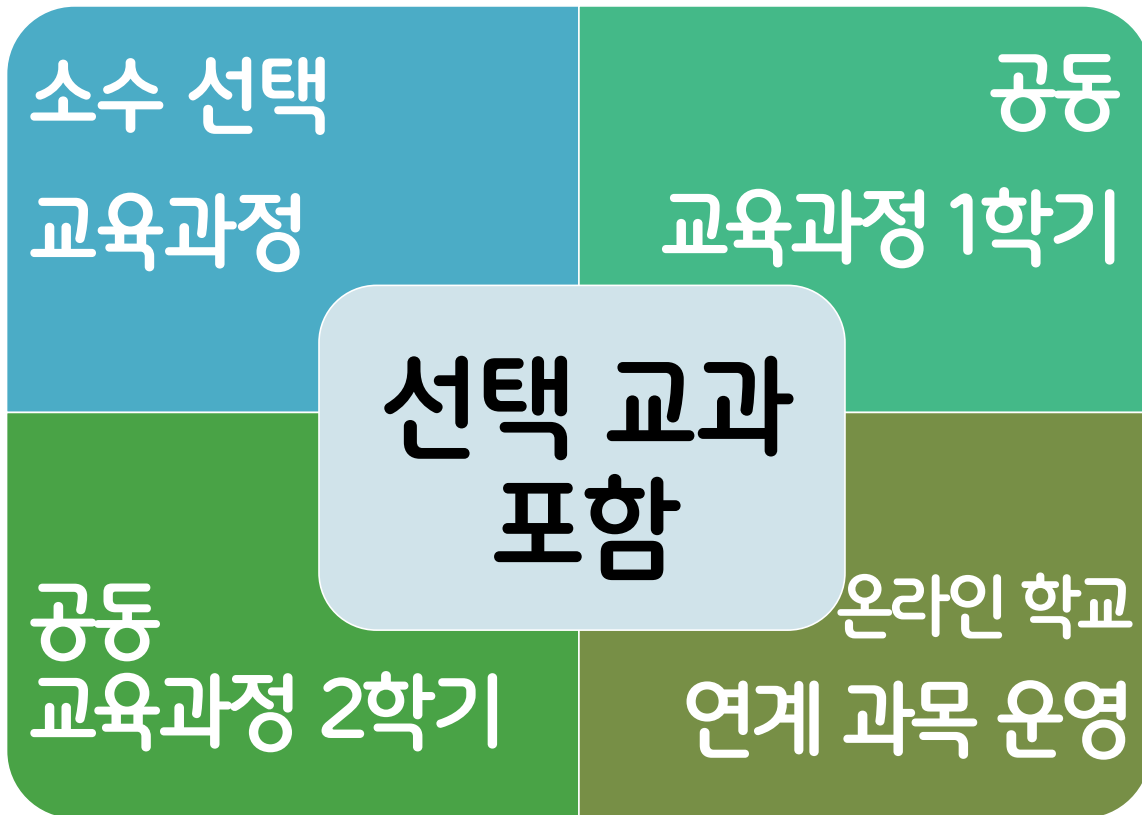 소수 선택
교육과정
공동
교육과정 1학기
선택 교과
포함
공동
교육과정 2학기
온라인 학교
연계 과목 운영